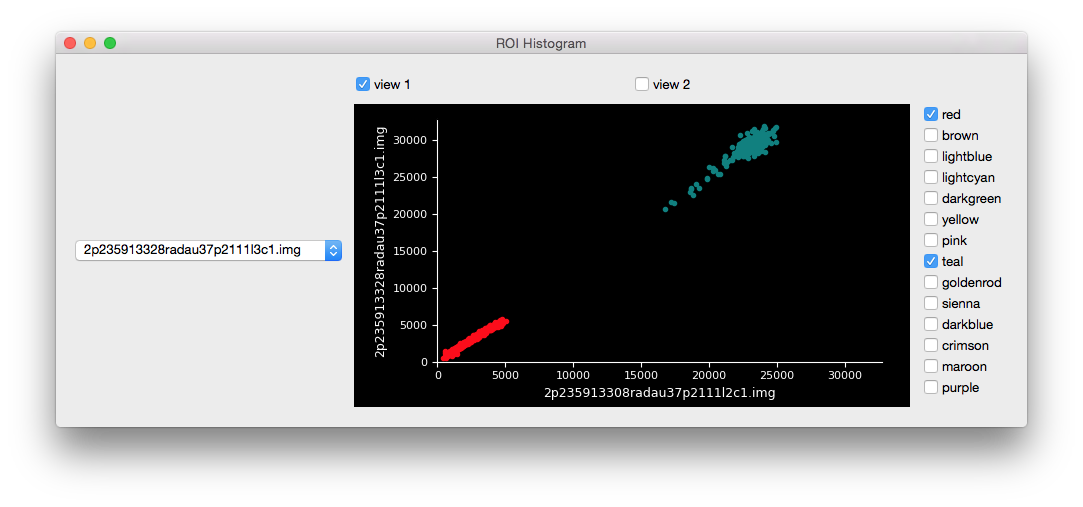 ROI Histogram
view 1
view 2
2p235913328radau37p2111l3c1.img
2p235913328radau37p2111l3c1.img
30000
25000
20000
15000
10000
5000
0
0 5000 10000 15000 20000 25000 30000
2p235913308radau37p2111l2c1.img
red
brown
lightblue
lightcyan
darkgreen
yellow
pink
teal
goldenrod
sienna
darkblue
crimson
maroon
purple